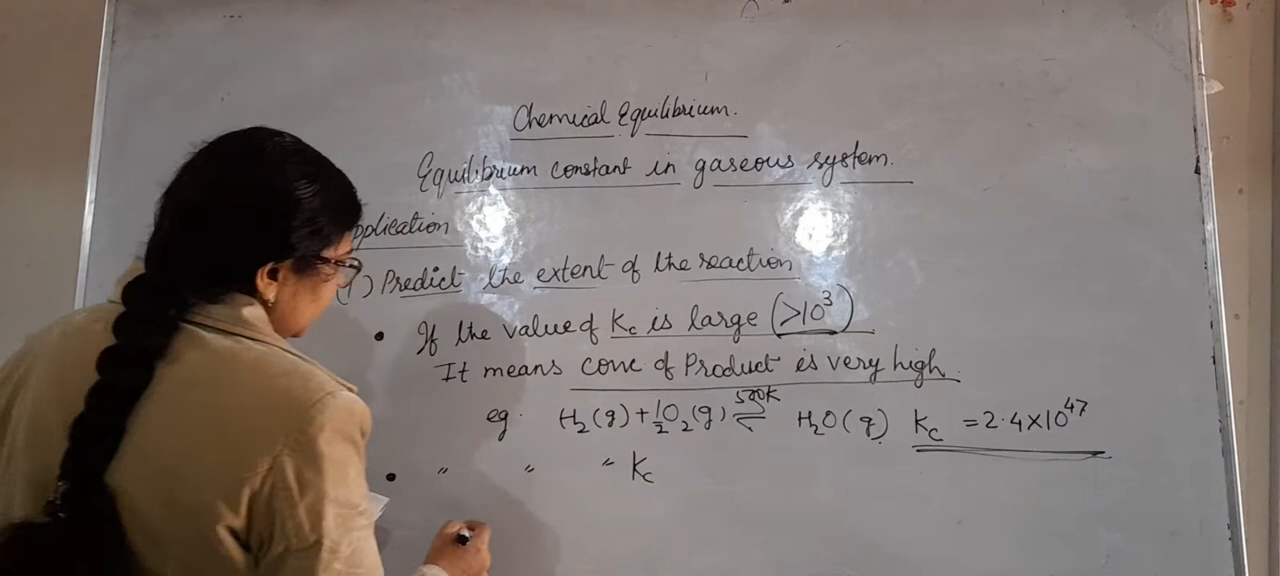 Chemical Equilibrium.
Equilibrium constant in gaseous system.
pplication
(1) Predict the extent of the reaction
• If the value of Kc is large (>10³)
It means conc of Product is very high.
eg. H₂(g) + ½O₂(g) ⇌ H₂O(g) Kc = 2.4×10⁴⁷
• " " " Kc